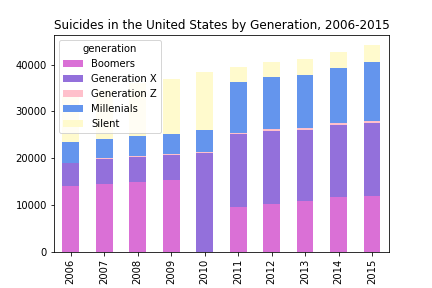 Suicides in the United States by Generation, 2006-2015
generation
Boomers
Generation X
Generation Z
Millenials
Silent
40000
30000
20000
10000
0
2006
2007
2008
2009
2010
2011
2012
2013
2014
2015